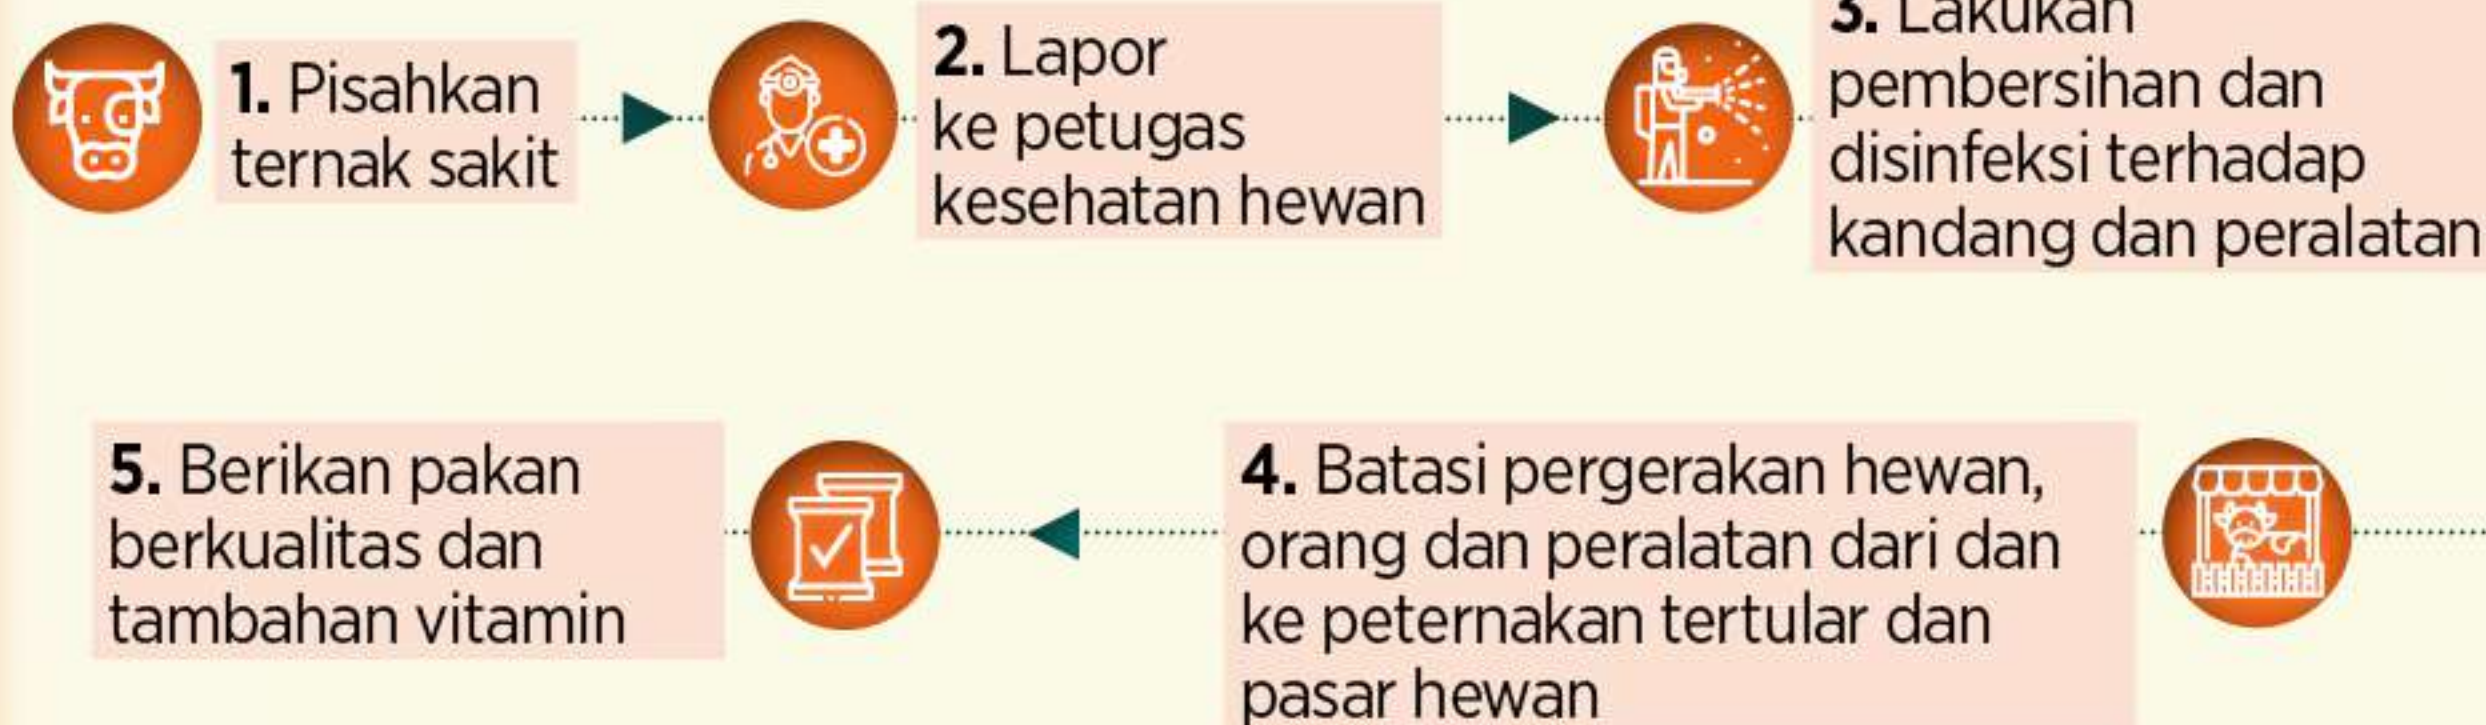 1. Pisahkan
ternak sakit
2. Lapor
ke petugas
kesehatan hewan
3. Lakukan
pembersihan dan
disinfeksi terhadap
kandang dan peralatan
4. Batasi pergerakan hewan,
orang dan peralatan dari dan
ke peternakan tertular dan
pasar hewan
5. Berikan pakan
berkualitas dan
tambahan vitamin